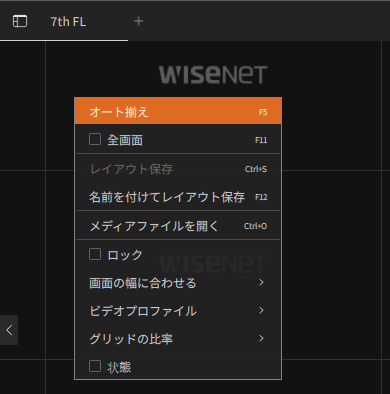 7th FL
WISENET
オート揃え F5
全画面 F11
レイアウト保存 Ctrl+S
名前を付けてレイアウト保存 F12
メディアファイルを開く Ctrl+O
ロック
WISENET
画面の幅に合わせる
ビデオプロファイル
グリッドの比率
状態